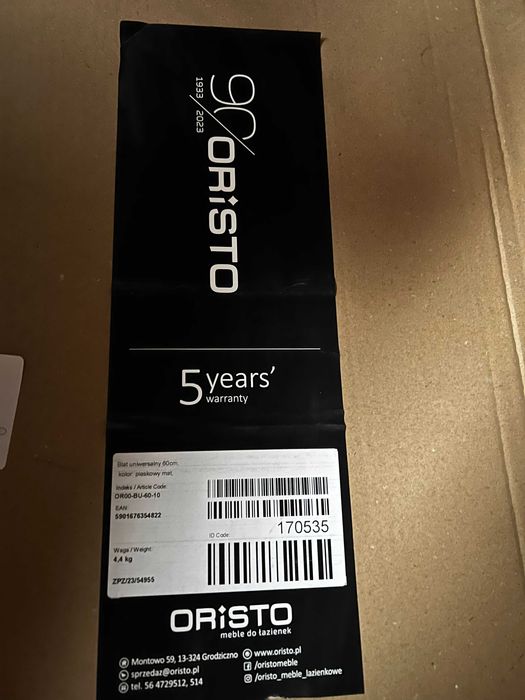 90
1933 / 2023
ORiSTO
5 years'
warranty
Blat uniwersalny 60cm,
kolor: piaskowy mat,
Indeks / Article Code:
OR00-BU-60-10
EAN:
5901676354822
ID Code:
170535
Waga / Weight:
4,4 kg
ZPZ/23/54955
ORiSTO
meble do łazienek
Montowo 59, 13-324 Grodziczno
sprzedaz@oristo.pl
tel. 56 4729512, 514
www.oristo.pl
/oristomeble
/oristo_meble_lazienkowe